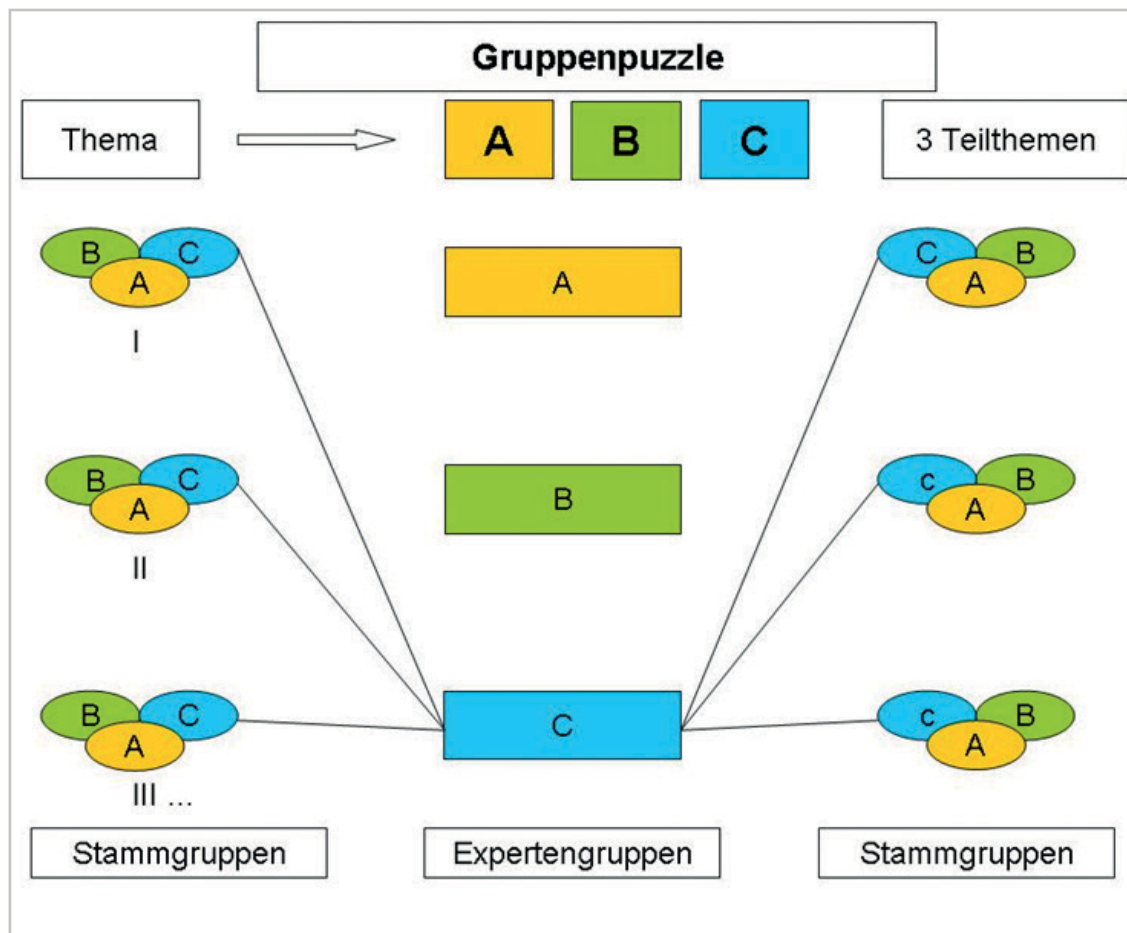 Gruppenpuzzle
Thema
A B C
3 Teilthemen
B C
A
I
A
C B
A
B C
A
II
B
c B
A
B C
A
III ...
C
c B
A
Stammgruppen
Expertengruppen
Stammgruppen